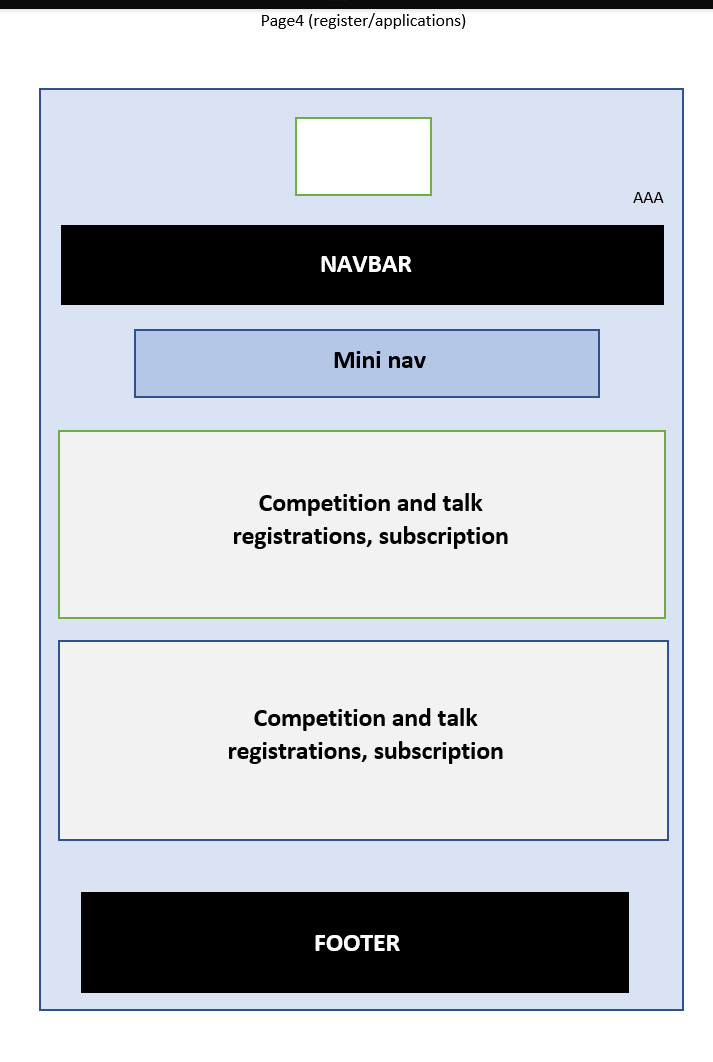 Page4 (register/applications)
AAA
NAVBAR
Mini nav
Competition and talk
registrations, subscription
Competition and talk
registrations, subscription
FOOTER